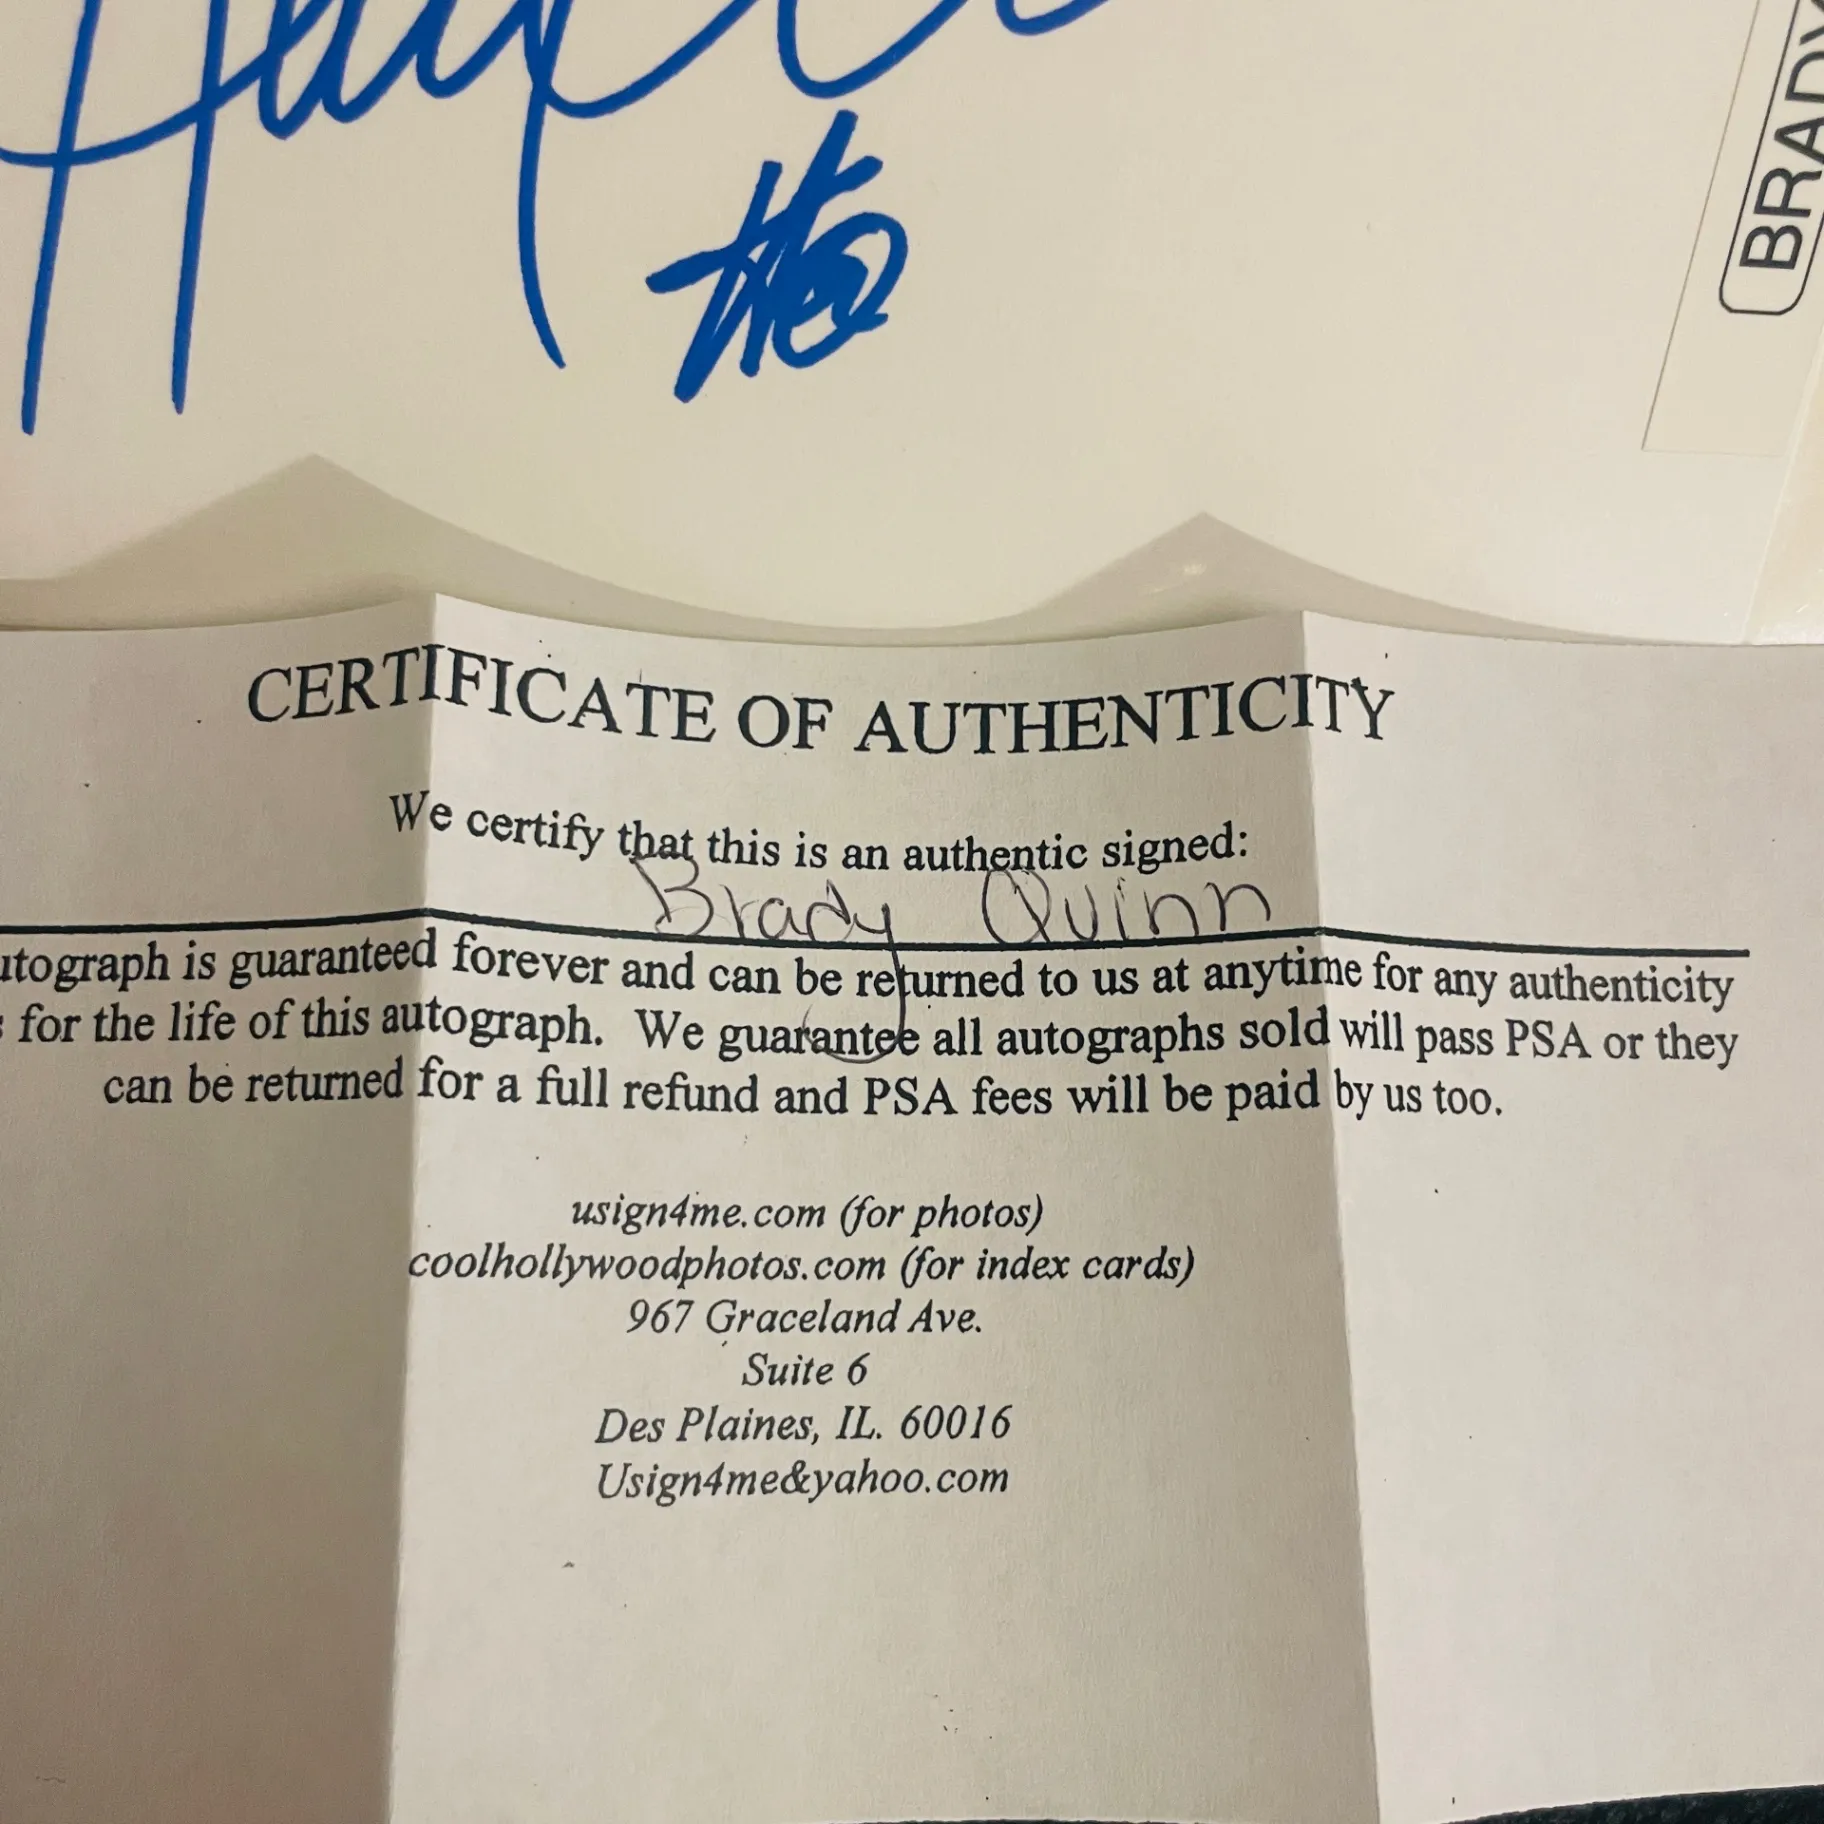 BRADY
CERTIFICATE OF AUTHENTICITY
We certify that this is an authentic signed:
Brady Quinn
utograph is guaranteed forever and can be returned to us at anytime for any authenticity
for the life of this autograph. We guarantee all autographs sold will pass PSA or they
can be returned for a full refund and PSA fees will be paid by us too.
usign4me.com (for photos)
coolhollywoodphotos.com (for index cards)
967 Graceland Ave.
Suite 6
Des Plaines, IL. 60016
Usign4me&yahoo.com